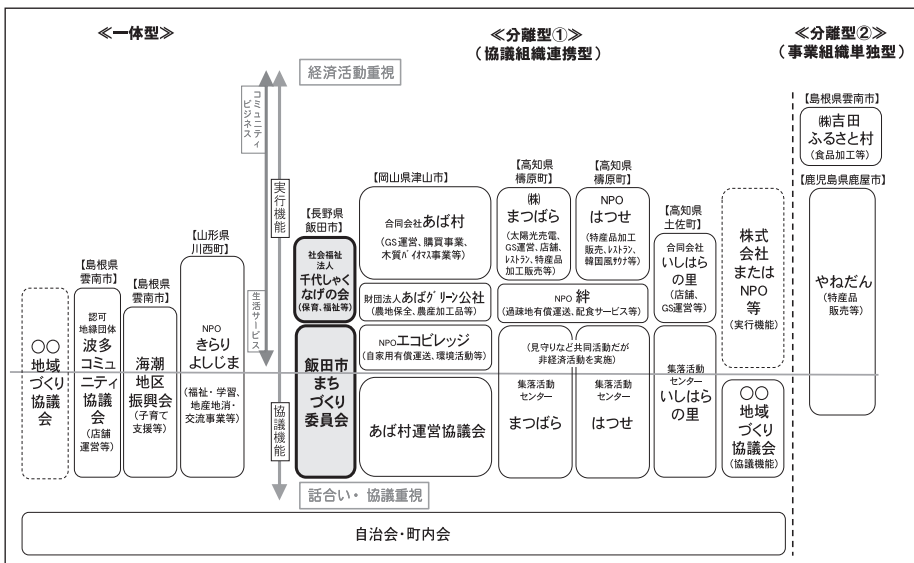 ≪一体型≫
≪分離型①≫
(協議組織連携型)
≪分離型②≫
(事業組織単独型)
経済活動重視
コミュニティ
ビジネス
実行機能
生活サービス
協議機能
話合い・協議重視
○○
地域
づくり
協議会
【島根県
雲南市】
認可
地縁団体
波多
コミュ
ニティ
協議
会
(店舗
運営等)
【島根県
雲南市】
海潮
地区
振興会
(子育て
支援等)
【山形県
川西町】
NPO
きらり
よしじま
(福祉・学習、
地産地消・
交流事業等)
【長野県
飯田市】
社会福祉
法人
千代しゃく
なげの会
(保育、福祉等)
飯田市
まち
づくり
委員会
【岡山県津山市】
合同会社あば村
(GS運営、購買事業、
木質バイオマス事業等)
財団法人あばグリーン公社
(農地保全、農産加工品等)
NPOエコビレッジ
(自家用有償運送、環境活動等)
あば村運営協議会
【高知県
檮原町】
㈱
まつばら
(太陽光売電、
GS運営、店舗、
レストラン、特産品
加工販売等)
【高知県
檮原町】
NPO
はつせ
(特産品加工
販売、レストラン、
韓国風サウナ等)
NPO 絆
(過疎地有償運送、配食サービス等)
(見守りなど共同活動だが
非経済活動を実施)
集落活動
センター
まつばら
集落活動
センター
はつせ
【高知県
土佐町】
合同会社
いしはら
の里
(店舗、
GS運営等)
集落活動
センター
いしはら
の里
株式
会社
または
NPO
等
(実行機能)
○○
地域
づくり
協議会
(協議機能)
【島根県雲南市】
㈱吉田
ふるさと村
(食品加工等)
【鹿児島県鹿屋市】
やねだん
(特産品
販売等)
自治会・町内会